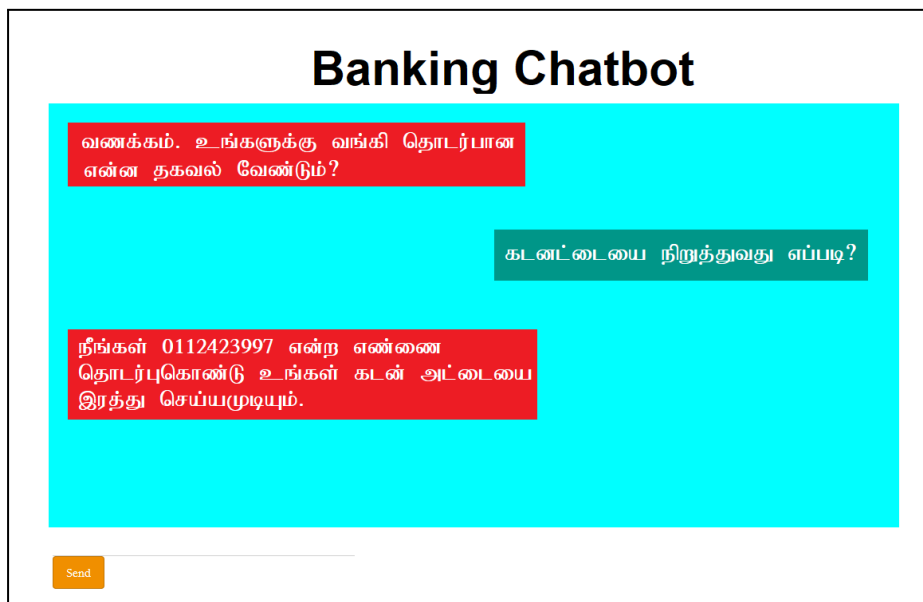 Banking Chatbot
வணக்கம். உங்களுக்கு வங்கி தொடர்பான
என்ன தகவல் வேண்டும்?
கடனட்டையை நிறுத்துவது எப்படி?
நீங்கள் 0112423997 என்ற எண்ணை
தொடர்புகொண்டு உங்கள் கடன் அட்டையை
இரத்து செய்யமுடியும்.
Send